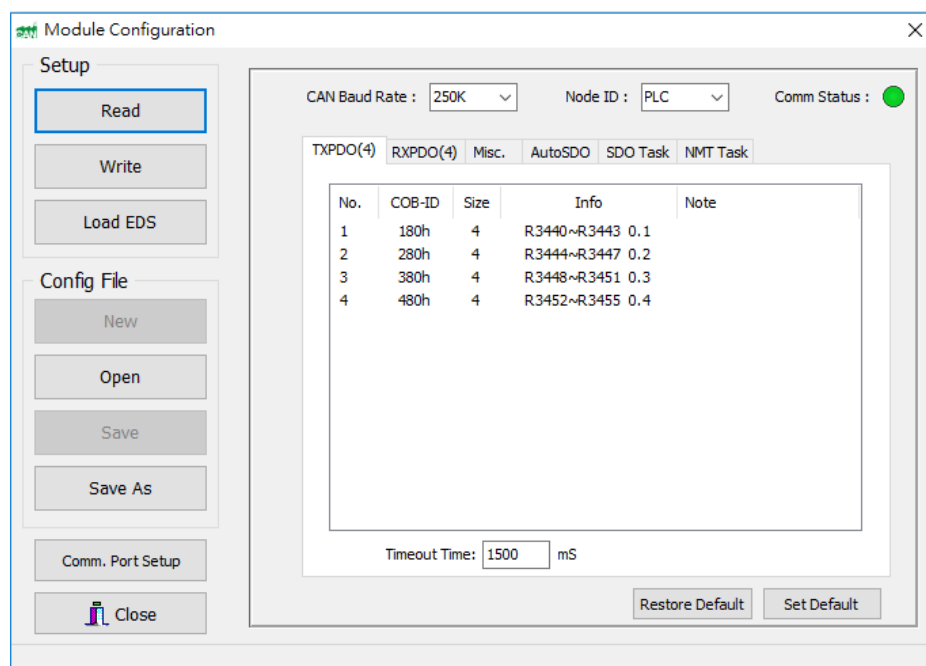 Module Configuration
Setup
Read
Write
Load EDS
Config File
New
Open
Save
Save As
Comm. Port Setup
Close
CAN Baud Rate : 250K Node ID : PLC Comm Status :
TXPDO(4) RXPDO(4) Misc. AutoSDO SDO Task NMT Task
No. COB-ID Size Info Note
1 180h 4 R3440~R3443 0.1
2 280h 4 R3444~R3447 0.2
3 380h 4 R3448~R3451 0.3
4 480h 4 R3452~R3455 0.4
Timeout Time: 1500 mS
Restore Default Set Default